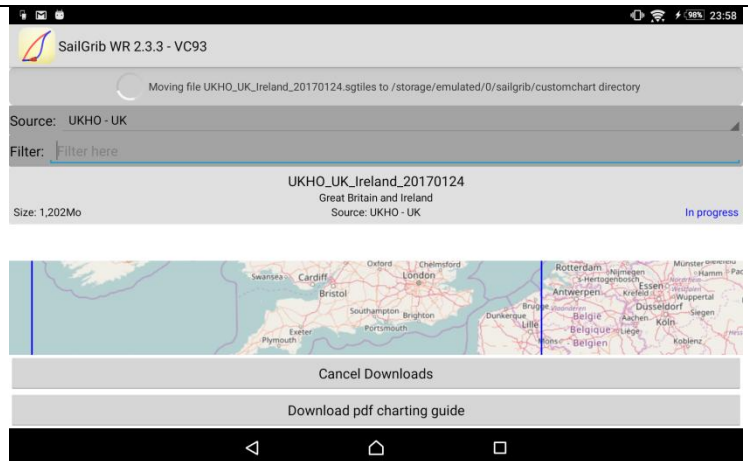 98% 23:58
SailGrib WR 2.3.3 - VC93
Moving file UKHO_UK_Ireland_20170124.sgtiles to /storage/emulated/0/sailgrib/customchart directory
Source: UKHO - UK
Filter: Filter here
UKHO_UK_Ireland_20170124
Great Britain and Ireland
Size: 1,202Mo Source: UKHO - UK In progress
Oxford Chelmsford Rotterdam Münster
Swansea Cardiff London Nijmegen Hamm
's-Hertogenbosch
Bristol Antwerpen Krefeld Essen
Wuppertal
Southampton Brighton Dunkerque Brugge België Düsseldorf
Exeter Portsmouth Lille Aachen Köln Siegen
Plymouth Belgique Liège
Mons Belgien Koblenz
Cancel Downloads
Download pdf charting guide